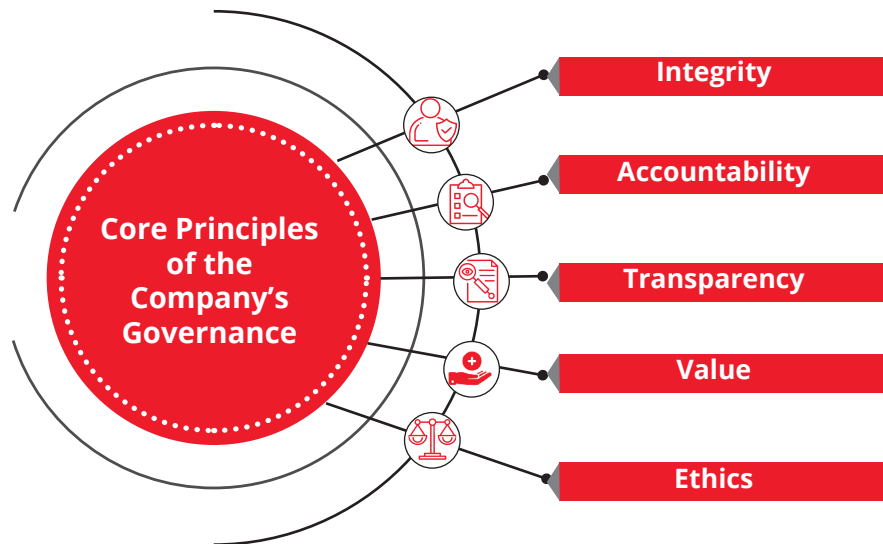 Core Principles
of the
Company’s
Governance
Integrity
Accountability
Transparency
Value
Ethics